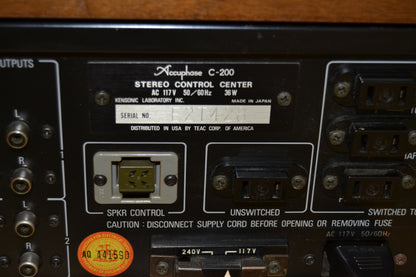 OUTPUTS
Accuphase C-200
STEREO CONTROL CENTER
AC 117V 50/60Hz 36W
KENSONIC LABORATORY INC. MADE IN JAPAN
SERIAL NO.
DISTRIBUTED IN USA BY TEAC CORP. OF AMERICA
L
R
1
L
R
2
SPKR CONTROL
UNSWITCHED
SWITCHED
CAUTION : DISCONNECT SUPPLY CORD BEFORE OPENING OR REMOVING FUSE
AC 117V 50/60Hz
240V 117V